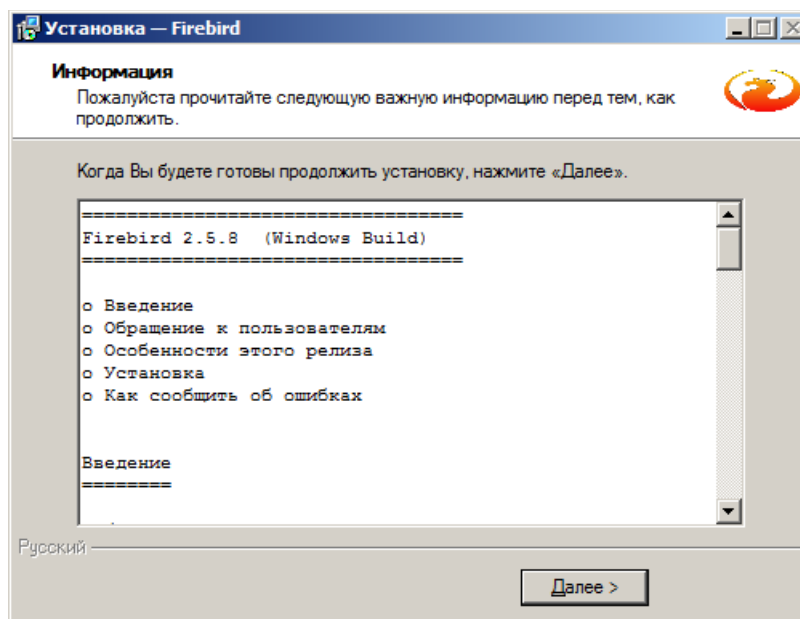 Установка — Firebird
Информация
Пожалуйста прочитайте следующую важную информацию перед тем, как
продолжить.
Когда Вы будете готовы продолжить установку, нажмите «Далее».
==================================
Firebird 2.5.8  (Windows Build)
==================================
o Введение
o Обращение к пользователям
o Особенности этого релиза
o Установка
o Как сообщить об ошибках
Введение
========
Русский
Далее >